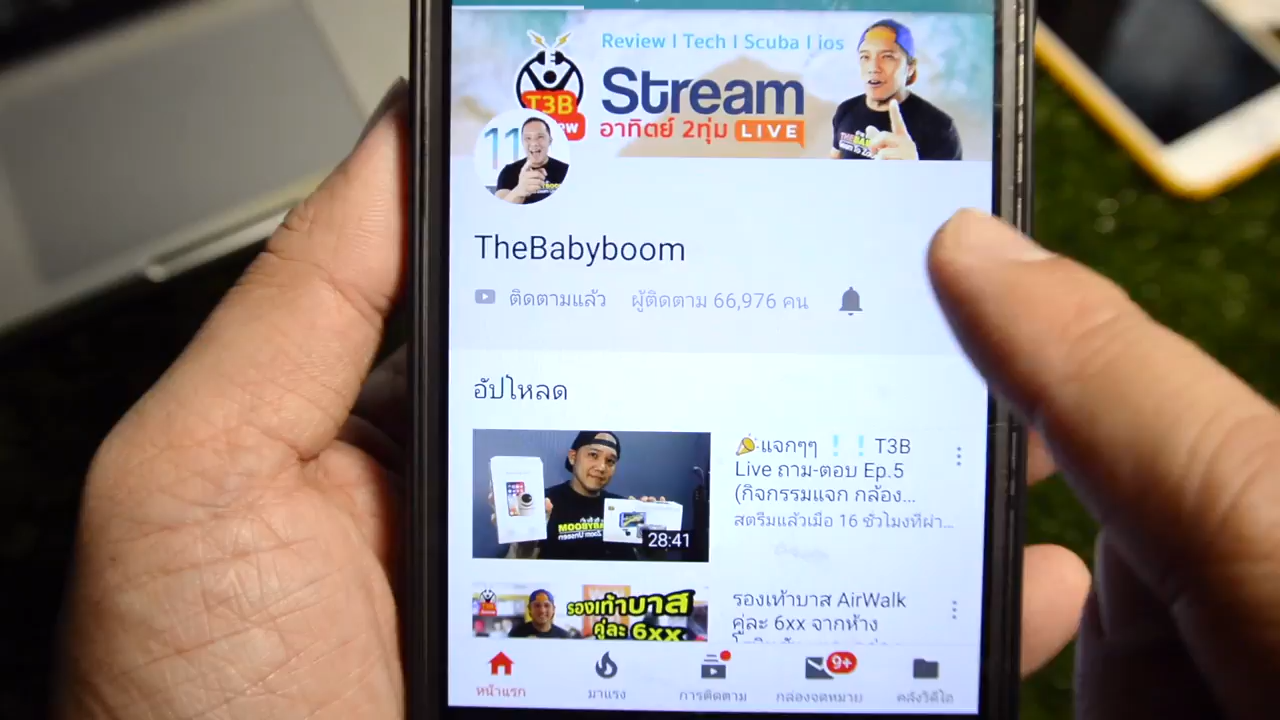 Review l Tech l Scuba l ios
T3B
Stream
อาทิตย์ 2ทุ่ม LIVE
11
TheBabyboom
ติดตามแล้ว ผู้ติดตาม 66,976 คน
อัปโหลด
แจกๆๆ ❕❕ T3B
Live ถาม-ตอบ Ep.5
(กิจกรรมแจก กล้อง...
สตรีมแล้วเมื่อ 16 ชั่วโมงที่ผ่า...
28:41
รองเท้าบาส
คู่ละ 6xx
รองเท้าบาส AirWalk
คู่ละ 6xx จากห้าง
9+
หน้าแรก
มาแรง
การติดตาม
กล่องจดหมาย
คลังวิดีโอ